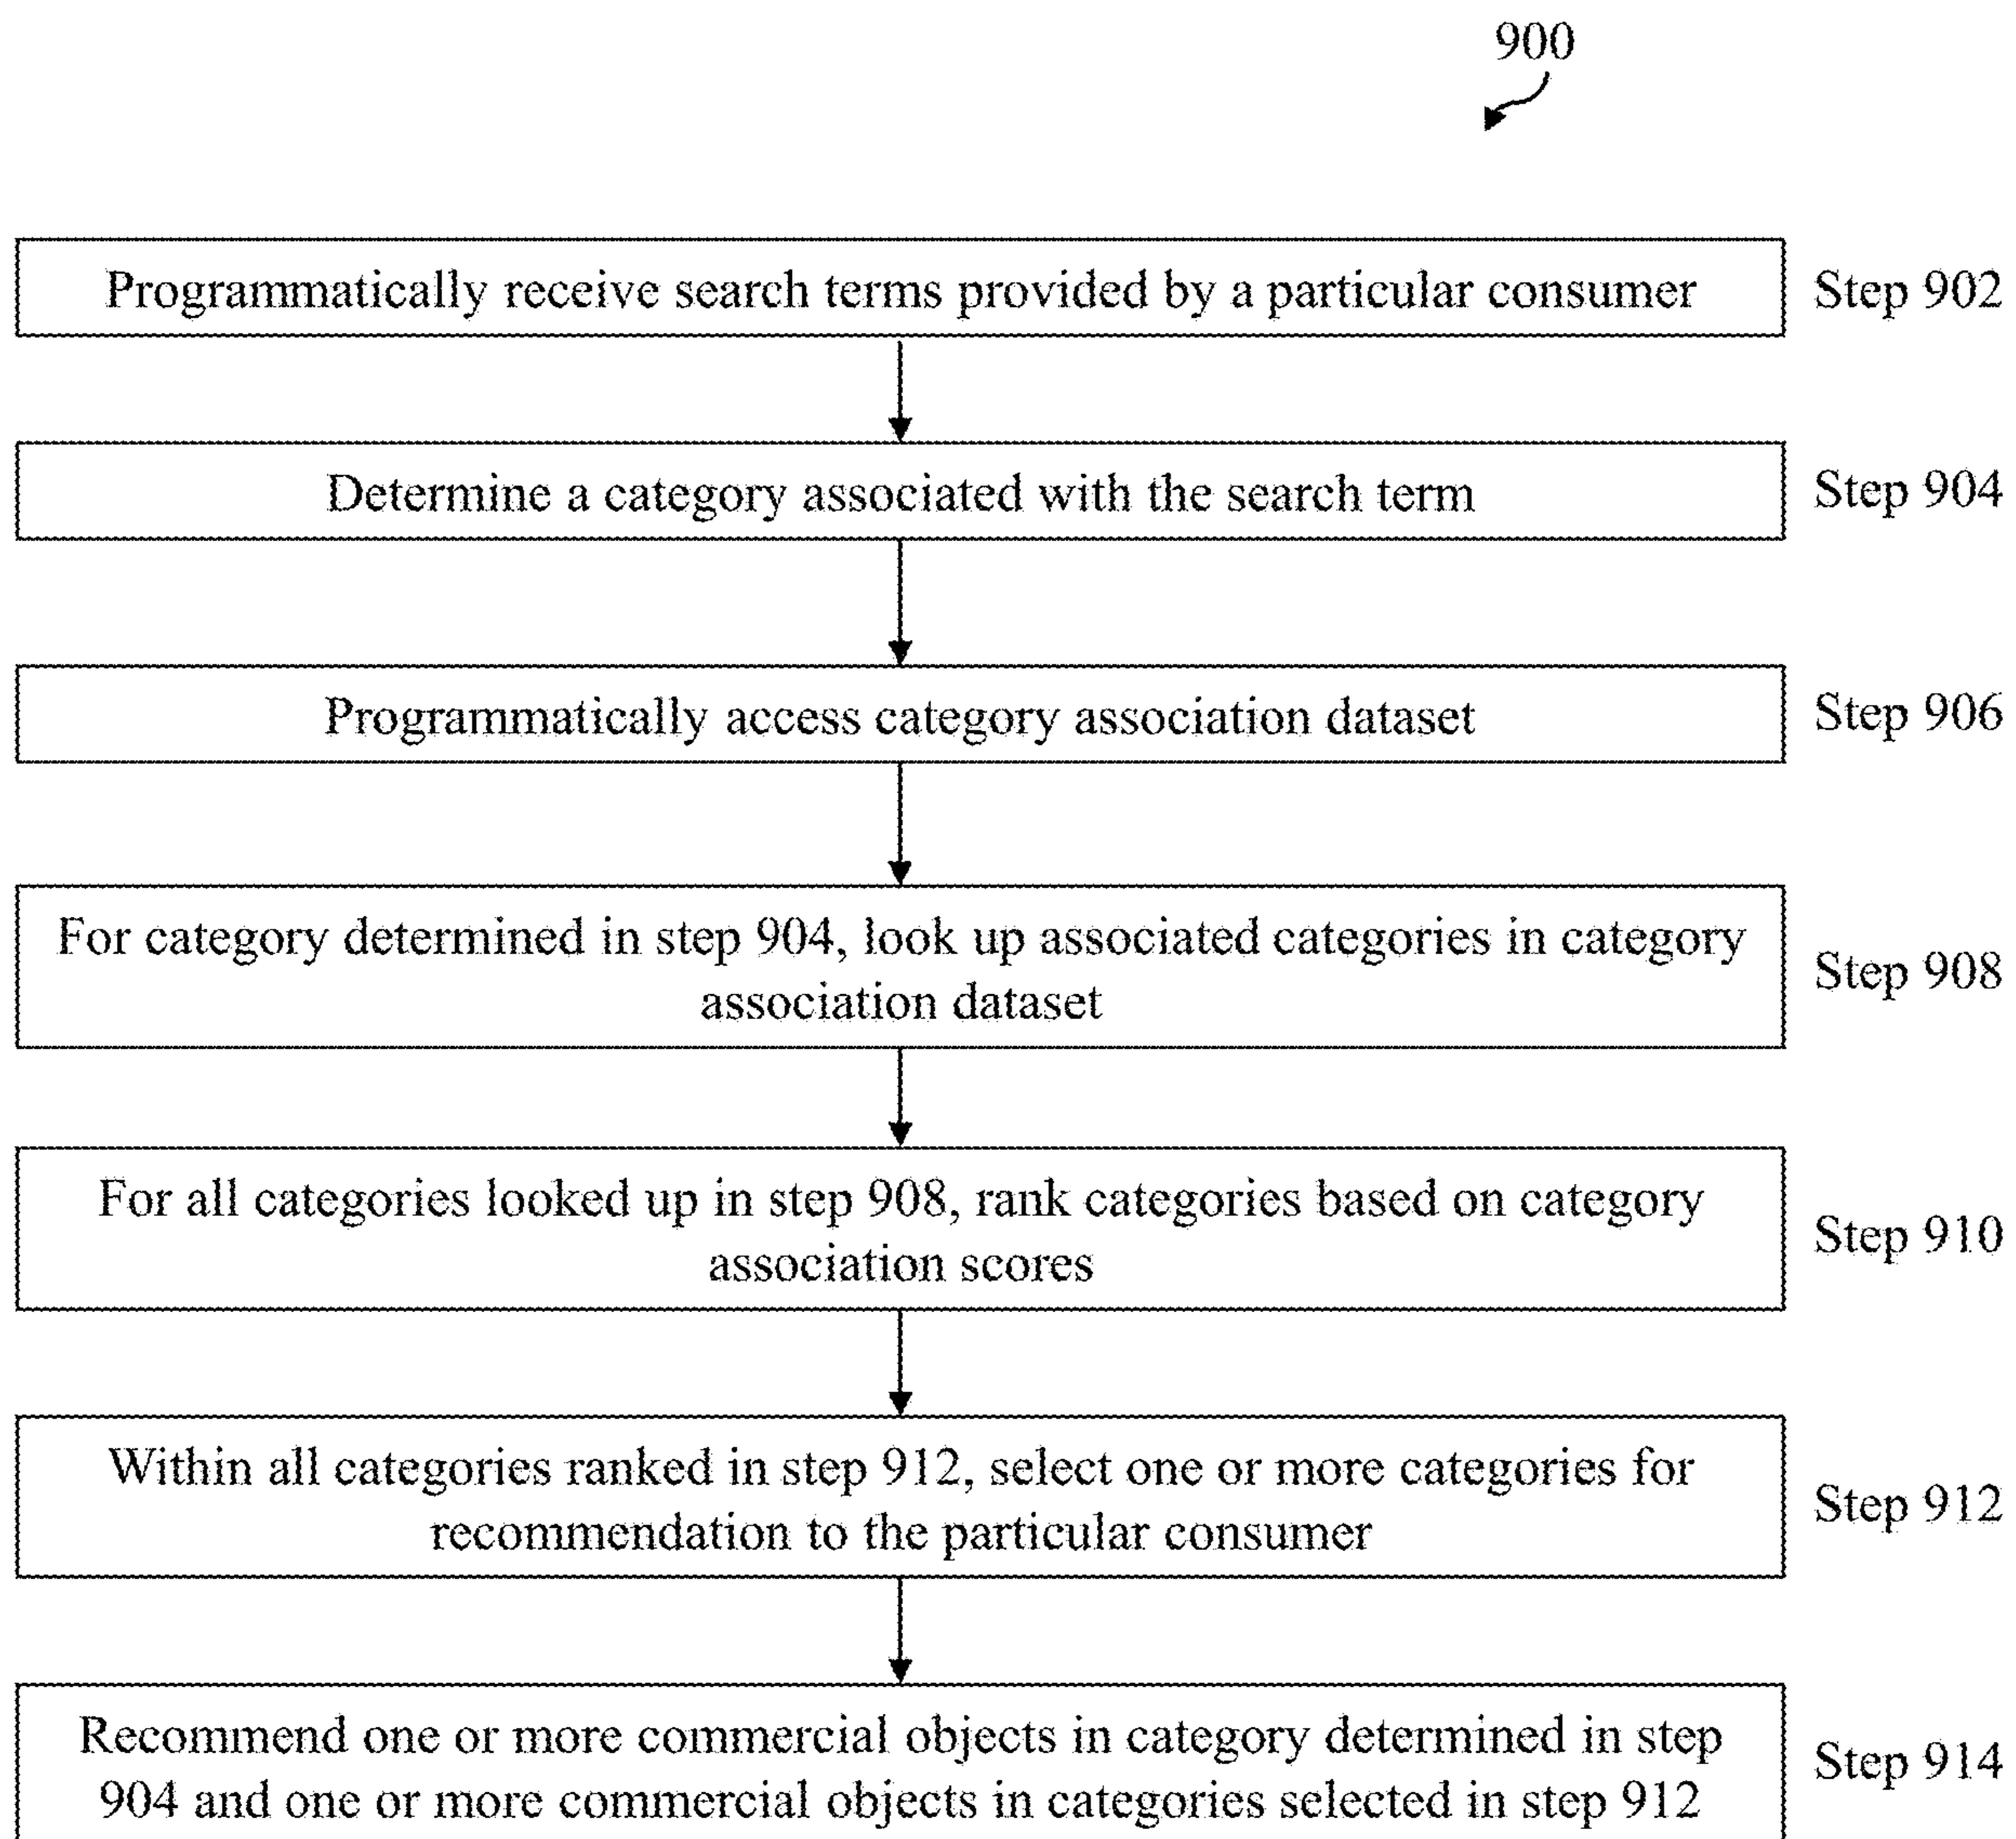 900
Programmatically receive search terms provided by a particular consumer
Step 902
Determine a category associated with the search term
Step 904
Programmatically access category association dataset
Step 906
For category determined in step 904, look up associated categories in category
association dataset
Step 908
For all categories looked up in step 908, rank categories based on category
association scores
Step 910
Within all categories ranked in step 912, select one or more categories for
recommendation to the particular consumer
Step 912
Recommend one or more commercial objects in category determined in step
904 and one or more commercial objects in categories selected in step 912
Step 914